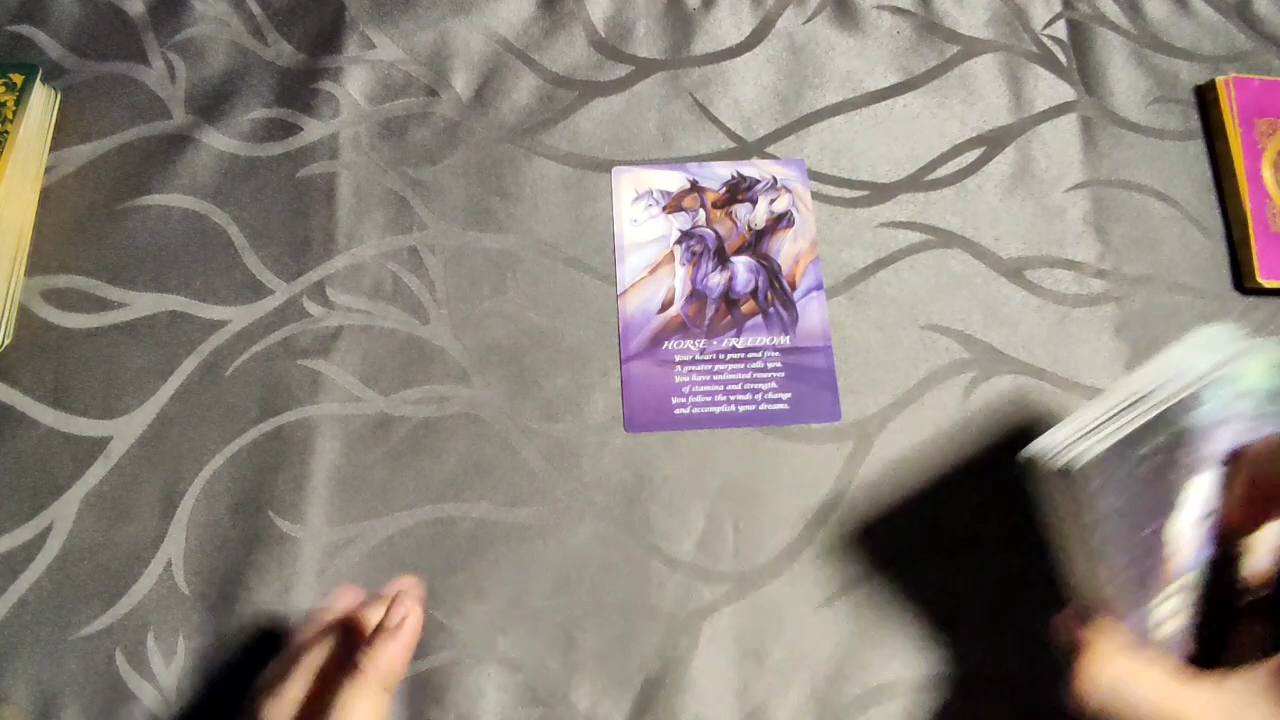 HORSE • FREEDOM
Your heart is pure and free.
A greater purpose calls you.
You have unlimited reserves
of stamina and strength.
You follow the winds of change
and accomplish your dreams.